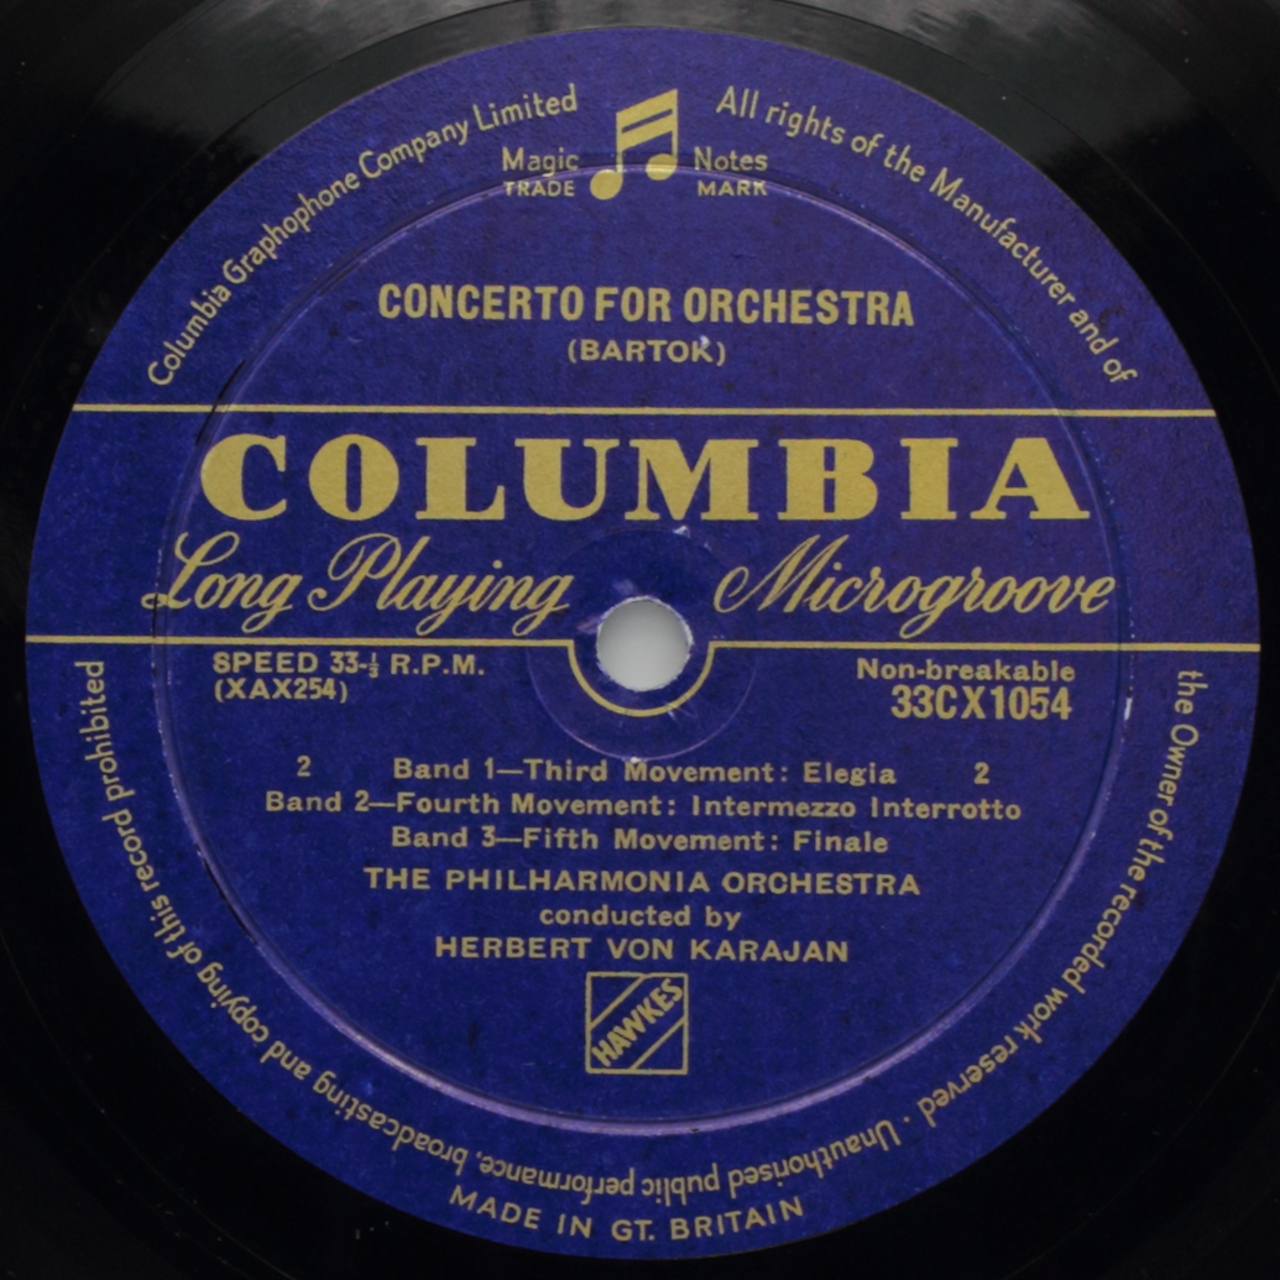 Columbia Graphophone Company Limited
All rights of the Manufacturer and of
the Owner of the recorded work reserved · Unauthorised public performance, broadcasting and copying of this record prohibited
Magic Notes
TRADE MARK
CONCERTO FOR ORCHESTRA
(BARTOK)
COLUMBIA
Long Playing Microgroove
SPEED 33-⅓ R.P.M. Non-breakable
(XAX254) 33CX1054
2 Band 1—Third Movement: Elegia 2
Band 2—Fourth Movement: Intermezzo Interrotto
Band 3—Fifth Movement: Finale
THE PHILHARMONIA ORCHESTRA
conducted by
HERBERT VON KARAJAN
HAWKES
MADE IN GT. BRITAIN